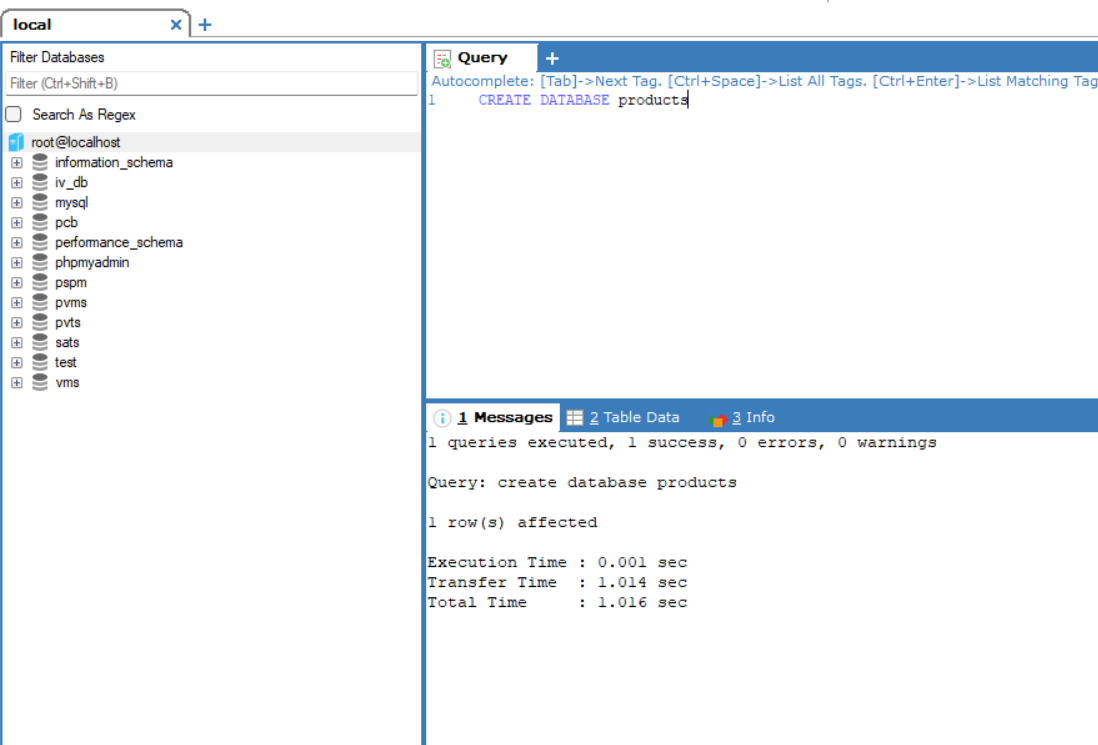 local
Filter Databases
Filter (Ctrl+Shift+B)
Search As Regex
root@localhost
information_schema
iv_db
mysql
pcb
performance_schema
phpmyadmin
pspm
pvms
pvts
sats
test
vms
Query
Autocomplete: [Tab]->Next Tag. [Ctrl+Space]->List All Tags. [Ctrl+Enter]->List Matching Tag
1 CREATE DATABASE products
1 Messages 2 Table Data 3 Info
1 queries executed, 1 success, 0 errors, 0 warnings
Query: create database products
1 row(s) affected
Execution Time : 0.001 sec
Transfer Time : 1.014 sec
Total Time : 1.016 sec